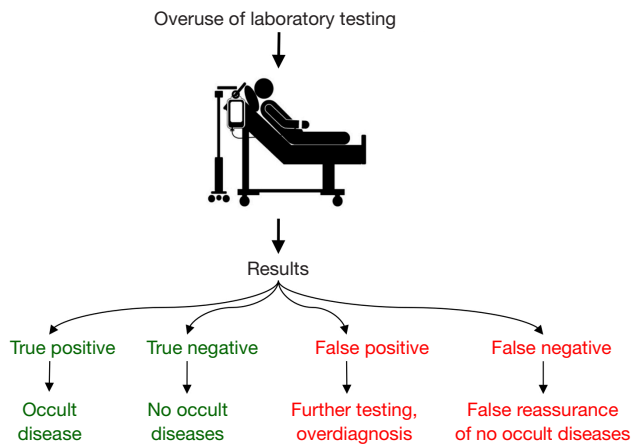 Overuse of laboratory testing
Results
True positive
True negative
False positive
False negative
Occult
disease
No occult
diseases
Further testing,
overdiagnosis
False reassurance
of no occult diseases